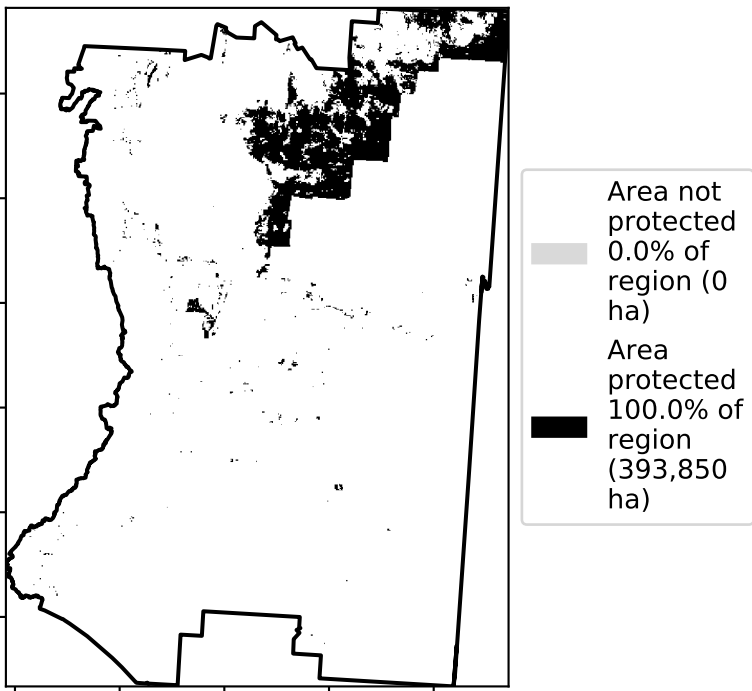 Area not
protected
0.0% of
region (0
ha)
Area
protected
100.0% of
region
(393,850
ha)